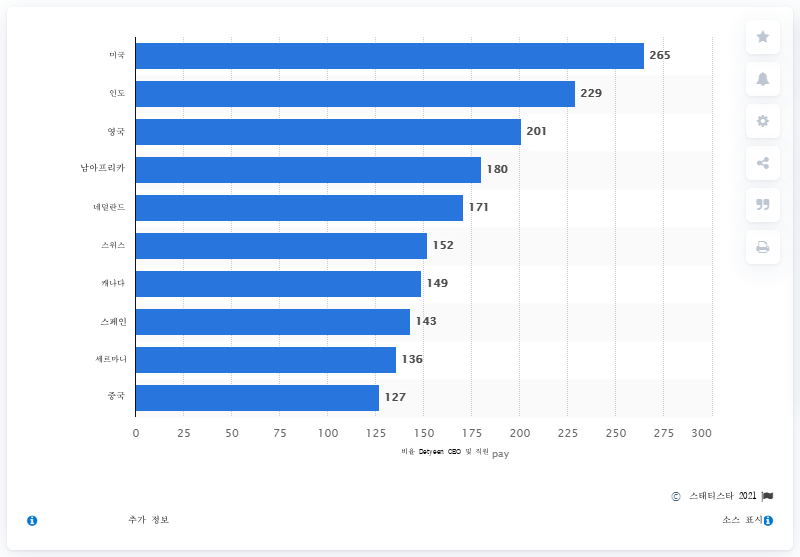 미국 265
인도 229
영국 201
남아프리카 180
네덜란드 171
스위스 152
캐나다 149
스페인 143
세르마니 136
중국 127
0 25 50 75 100 125 150 175 200 225 250 275 300
비율 Betyeen CEO 및 직원 pay
© 스태티스타 2021
추가 정보
소스 표시